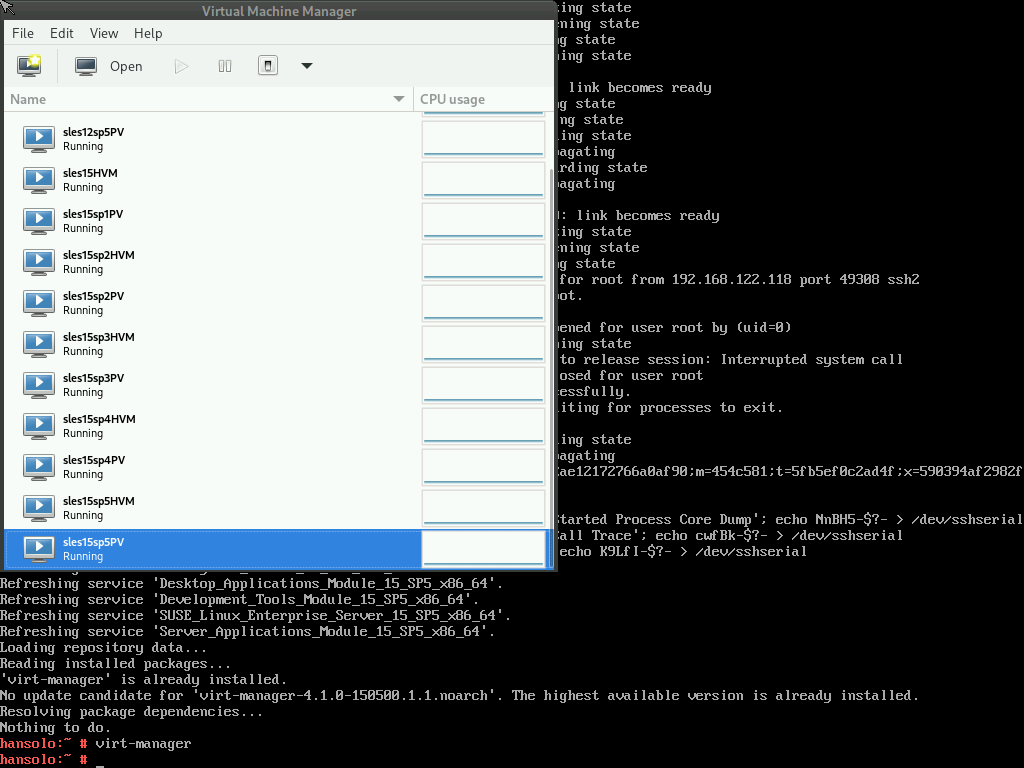 Virtual Machine Manager
File Edit View Help
Open
Name CPU usage
sles12sp5PV
Running
sles15HVM
Running
sles15sp1PV
Running
sles15sp2HVM
Running
sles15sp2PV
Running
sles15sp3HVM
Running
sles15sp3PV
Running
sles15sp4HVM
Running
sles15sp4PV
Running
sles15sp5HVM
Running
sles15sp5PV
Running
ing state
ning state
ng state
ning state
link becomes ready
ng state
ing state
ing state
pagating
rding state
pagating
: link becomes ready
ing state
ening state
ng state
for root from 192.168.122.118 port 49308 ssh2
oot.
ened for user root by (uid=0)
ning state
to release session: Interrupted system call
osed for user root
cessfully.
iting for processes to exit.
ing state
pagating
ae12172766a0af90;m=454c581;t=5fb5ef0c2ad4f;x=590394af2982f
Started Process Core Dump'; echo NnBH5-$?- > /dev/sshserial
Call Trace'; echo cwfBk-$?- > /dev/sshserial
echo K9LfI-$?- > /dev/sshserial
Refreshing service 'Desktop_Applications_Module_15_SP5_x86_64'.
Refreshing service 'Development_Tools_Module_15_SP5_x86_64'.
Refreshing service 'SUSE_Linux_Enterprise_Server_15_SP5_x86_64'.
Refreshing service 'Server_Applications_Module_15_SP5_x86_64'.
Loading repository data...
Reading installed packages...
'virt-manager' is already installed.
No update candidate for 'virt-manager-4.1.0-150500.1.1.noarch'. The highest available version is already installed.
Resolving package dependencies...
Nothing to do.
hansolo:~ # virt-manager
hansolo:~ # _